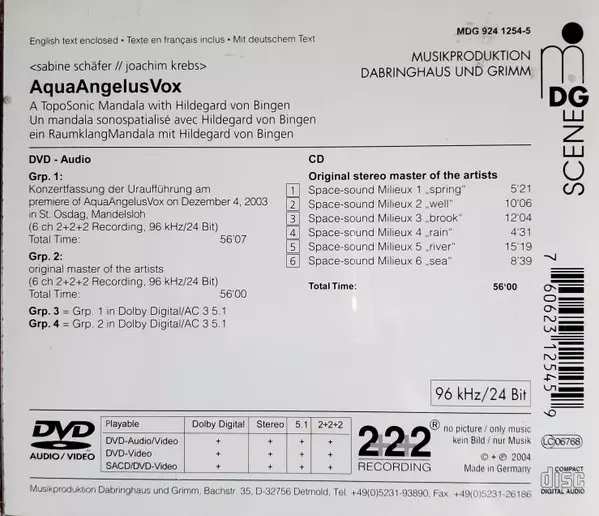 MDG 924 1254-5
English text enclosed • Texte en français inclus • Mit deutschem Text
MUSIKPRODUKTION
DABRINGHAUS UND GRIMM
MDG
SCENE
<sabine schäfer // joachim krebs>
AquaAngelusVox
A TopoSonic Mandala with Hildegard von Bingen
Un mandala sonospatialisé avec Hildegard von Bingen
ein RaumklangMandala mit Hildegard von Bingen
DVD - Audio
Grp. 1:
Konzertfassung der Uraufführung am
premiere of AquaAngelusVox on Dezember 4, 2003
in St. Osdag, Mandelsloh
(6 ch 2+2+2 Recording, 96 kHz/24 Bit)
Total Time: 56'07
Grp. 2:
original master of the artists
(6 ch 2+2+2 Recording, 96 kHz/24 Bit)
Total Time: 56'00
Grp. 3 = Grp. 1 in Dolby Digital/AC 3 5.1
Grp. 4 = Grp. 2 in Dolby Digital/AC 3 5.1
CD
Original stereo master of the artists
1 Space-sound Milieux 1 „spring" 5'21
2 Space-sound Milieux 2 „well" 10'06
3 Space-sound Milieux 3 „brook" 12'04
4 Space-sound Milieux 4 „rain" 4'31
5 Space-sound Milieux 5 „river" 15'19
6 Space-sound Milieux 6 „sea" 8'39
Total Time: 56'00
7 60623 12545 9
96 kHz/24 Bit
DVD
AUDIO / VIDEO
Playable Dolby Digital Stereo 5.1 2+2+2
DVD-Audio/Video + + + +
DVD-Video + + + +
SACD/DVD-Video + + + +
2+2+2®
RECORDING
no picture / only music
kein Bild / nur Musik
© + ℗ 2004
Made in Germany
LC 06768
COMPACT
disc
DIGITAL AUDIO
Musikproduktion Dabringhaus und Grimm, Bachstr. 35, D-32756 Detmold, Tel +49(0)5231-93890, Fax-+49(0)5231-26186